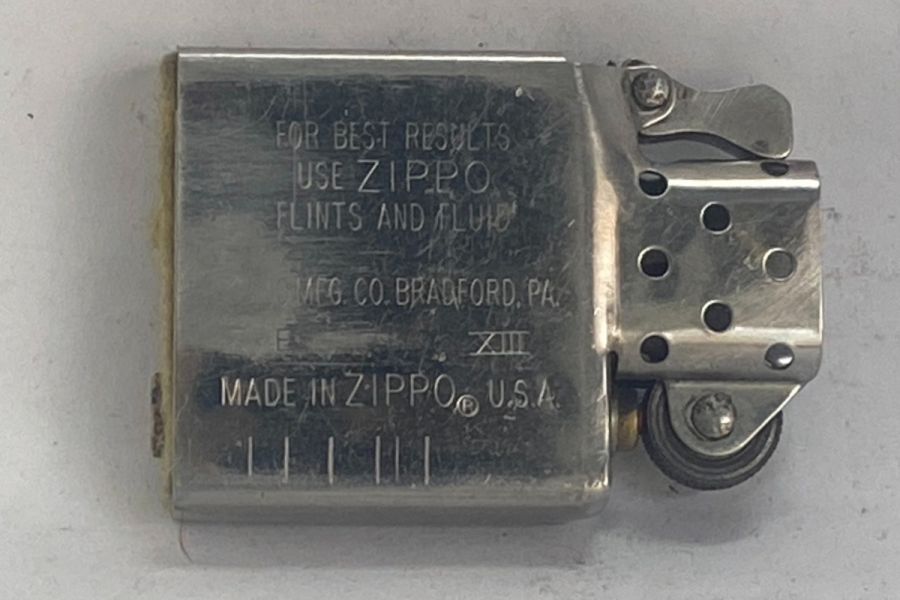 FOR BEST RESULTS
USE ZIPPO
FLINTS AND FLUID
MFG. CO. BRADFORD, PA.
E XIII
MADE IN ZIPPO® U.S.A.